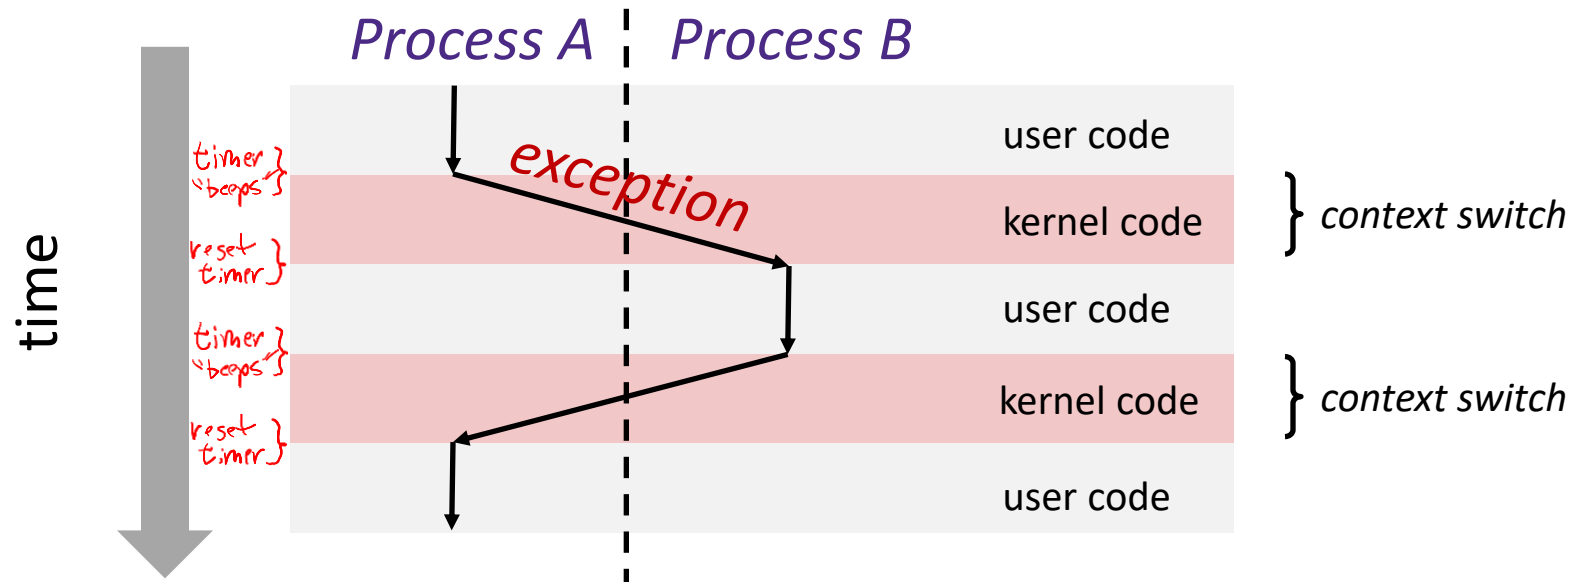 Process A
Process B
user code
timer
"beeps"
exception
kernel code
context switch
reset
timer
time
user code
timer
"beeps"
kernel code
context switch
reset
timer
user code